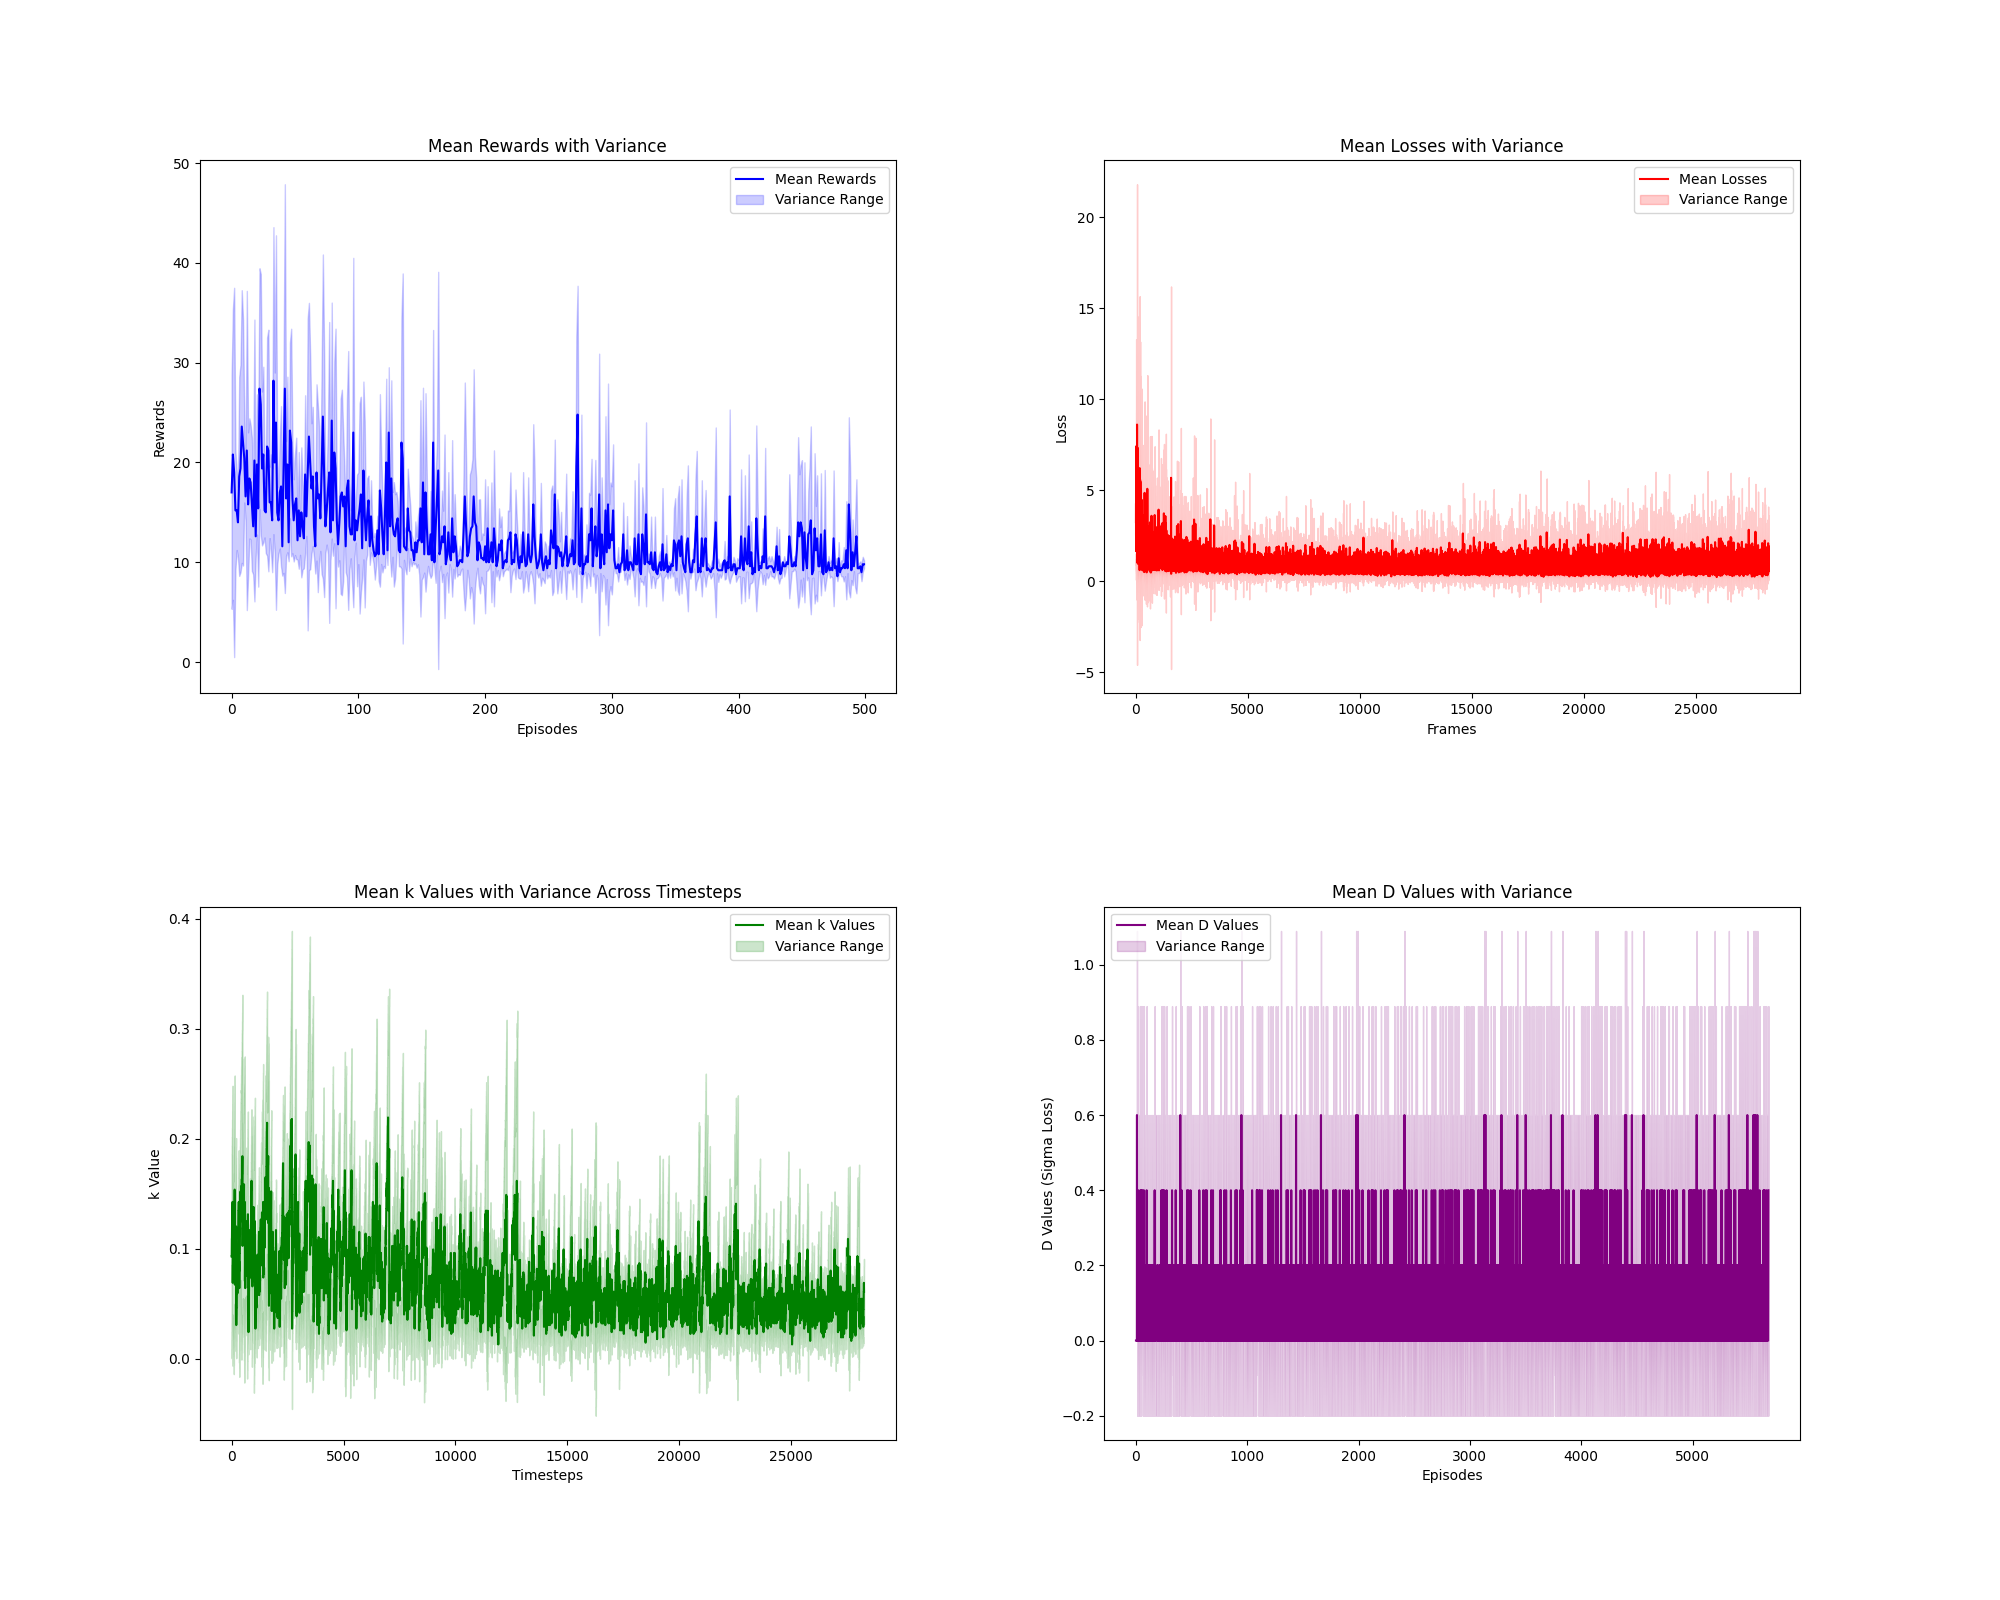 Mean Rewards with Variance
50
40
30
20
10
0
Rewards
Mean Rewards
Variance Range
0 100 200 300 400 500
Episodes
Mean Losses with Variance
20
15
10
5
0
−5
Loss
Mean Losses
Variance Range
0 5000 10000 15000 20000 25000
Frames
Mean k Values with Variance Across Timesteps
0.4
0.3
0.2
0.1
0.0
k Value
Mean k Values
Variance Range
0 5000 10000 15000 20000 25000
Timesteps
Mean D Values with Variance
1.0
0.8
0.6
0.4
0.2
0.0
−0.2
D Values (Sigma Loss)
Mean D Values
Variance Range
0 1000 2000 3000 4000 5000
Episodes